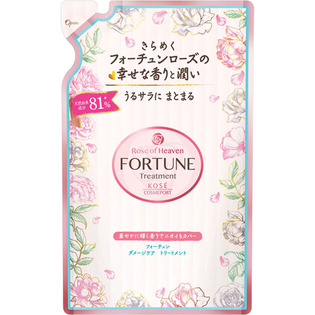 きらめく
フォーチュンローズの
幸せな香りと潤い
うるサラに まとまる
天然由来
成分
81%
Rose of Heaven
FORTUNE
Treatment
KOSÉ
COSMEPORT
華やかに輝く香りでニオイもカバー
フォーチュン
ダメージケア トリートメント